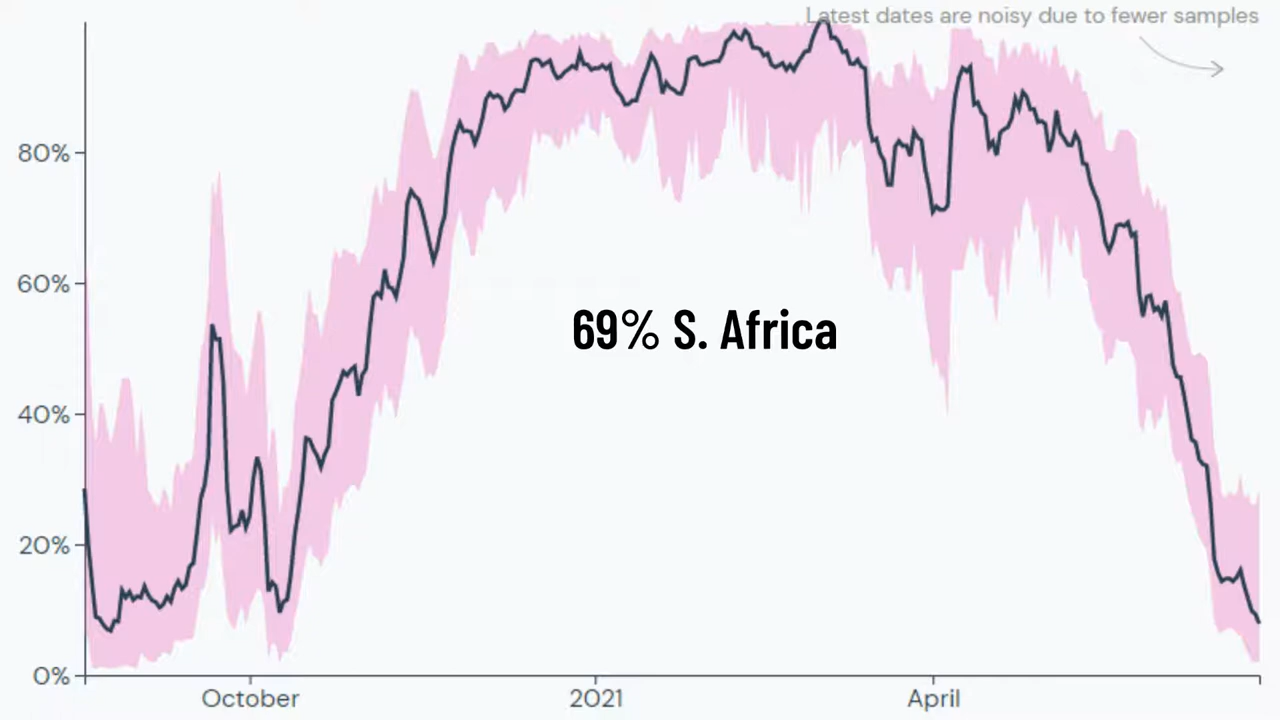 Latest dates are noisy due to fewer samples
80%
60%
69% S. Africa
40%
20%
0%
October 2021 April